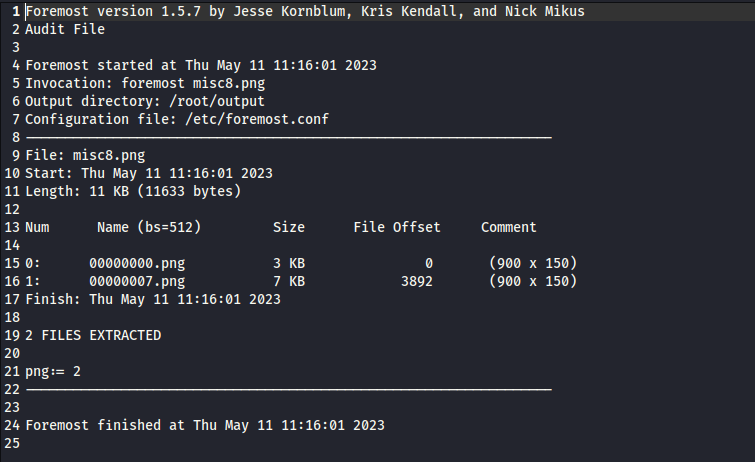 1 Foremost version 1.5.7 by Jesse Kornblum, Kris Kendall, and Nick Mikus
2 Audit File
3
4 Foremost started at Thu May 11 11:16:01 2023
5 Invocation: foremost misc8.png
6 Output directory: /root/output
7 Configuration file: /etc/foremost.conf
8 ------------------------------------------------------------------
9 File: misc8.png
10 Start: Thu May 11 11:16:01 2023
11 Length: 11 KB (11633 bytes)
12
13 Num      Name (bs=512)         Size      File Offset     Comment
14
15 0:      00000000.png           3 KB               0       (900 x 150)
16 1:      00000007.png           7 KB            3892       (900 x 150)
17 Finish: Thu May 11 11:16:01 2023
18
19 2 FILES EXTRACTED
20
21 png:= 2
22 ------------------------------------------------------------------
23
24 Foremost finished at Thu May 11 11:16:01 2023
25